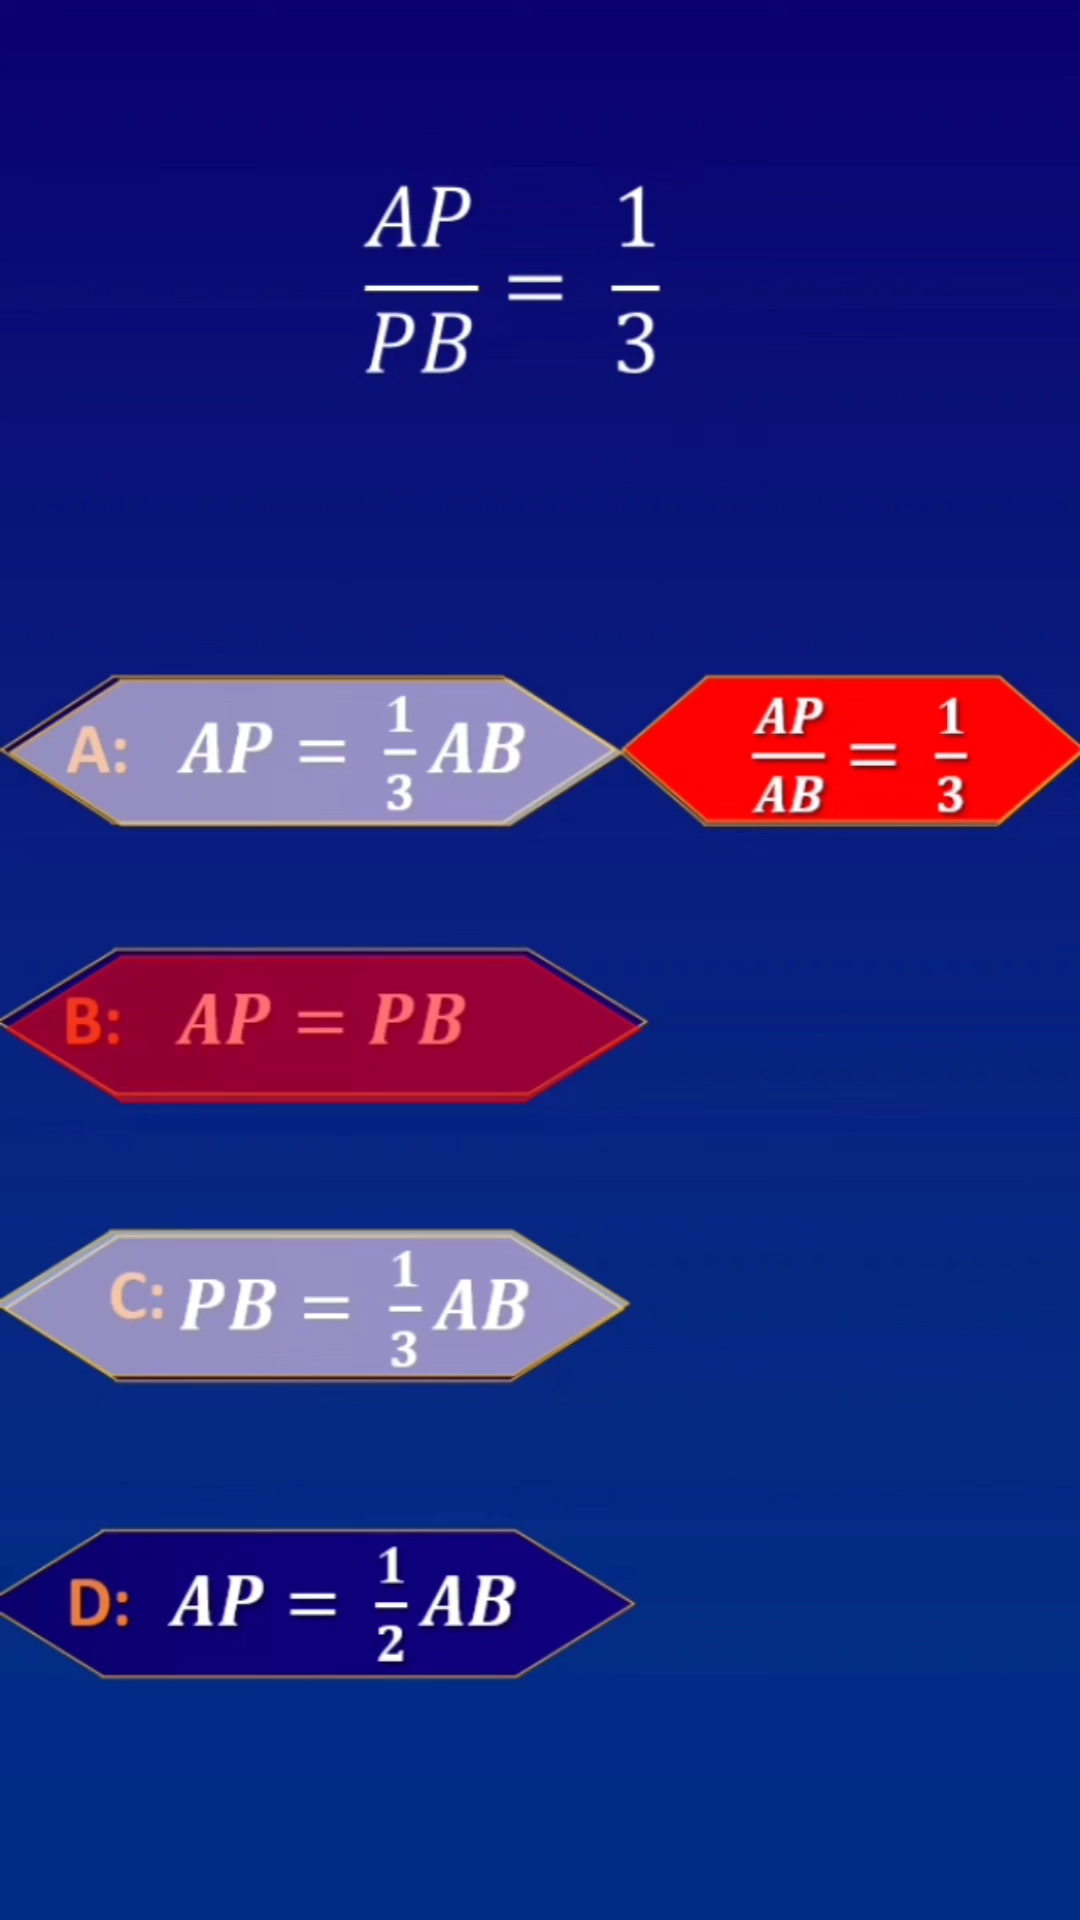 AP/PB = 1/3
A: AP = 1/3 AB
AP/AB = 1/3
B: AP = PB
C: PB = 1/3 AB
D: AP = 1/2 AB